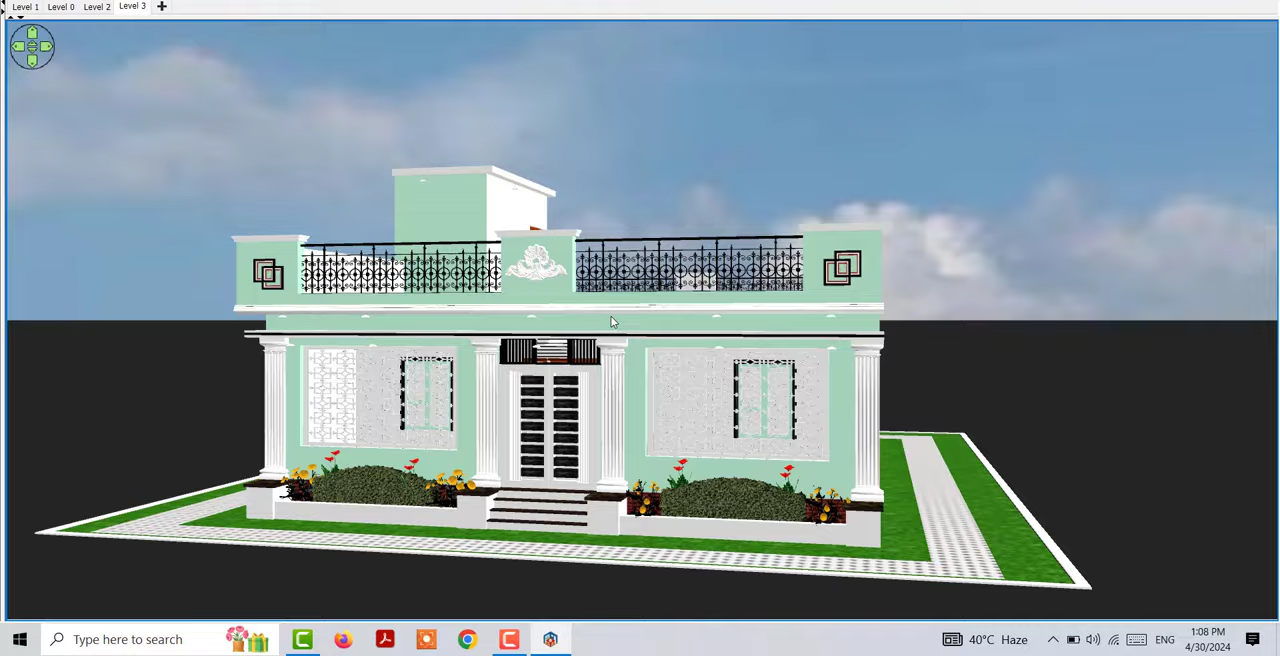 Level 1 Level 0 Level 2 Level 3
Type here to search
40°C Haze
ENG
1:08 PM
4/30/2024